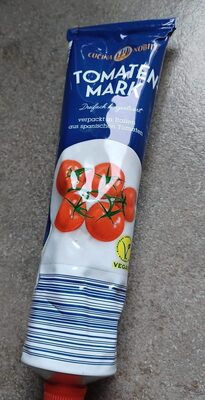 CUCINA NOBILE
TOMATEN
MARK
Dreifach konzentriert
verpackt in Italien
aus spanischen Tomaten
VEGAN